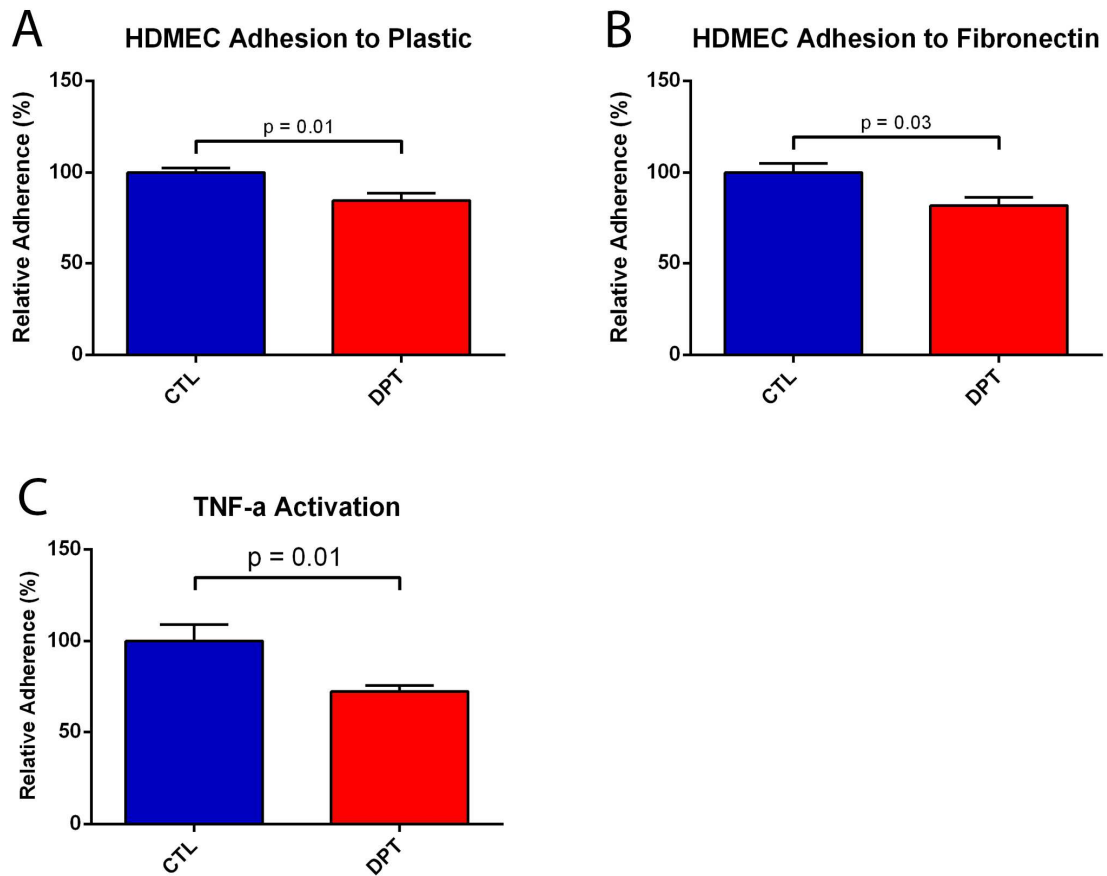 A
HDMEC Adhesion to Plastic
Relative Adherence (%)
150
100
50
0
p = 0.01
CTL
DPT
B
HDMEC Adhesion to Fibronectin
Relative Adherence (%)
150
100
50
0
p = 0.03
CTL
DPT
C
TNF-a Activation
Relative Adherence (%)
150
100
50
0
p = 0.01
CTL
DPT